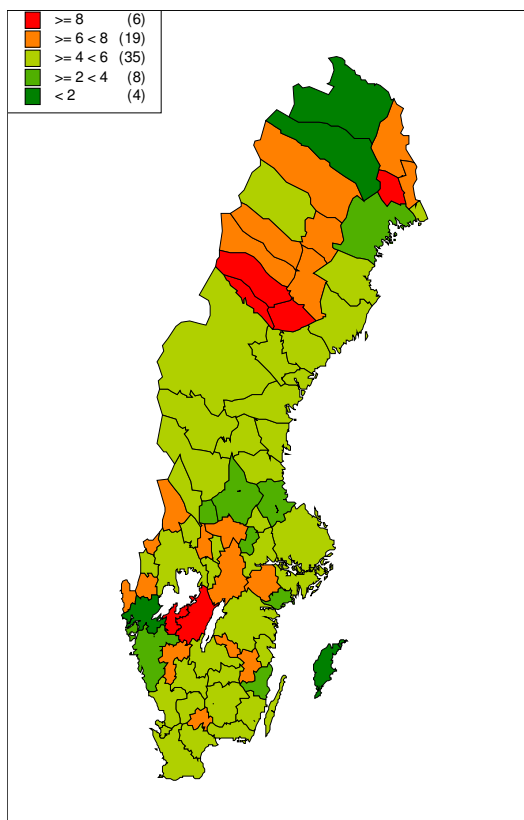 >= 8 (6)
>= 6 < 8 (19)
>= 4 < 6 (35)
>= 2 < 4 (8)
< 2 (4)